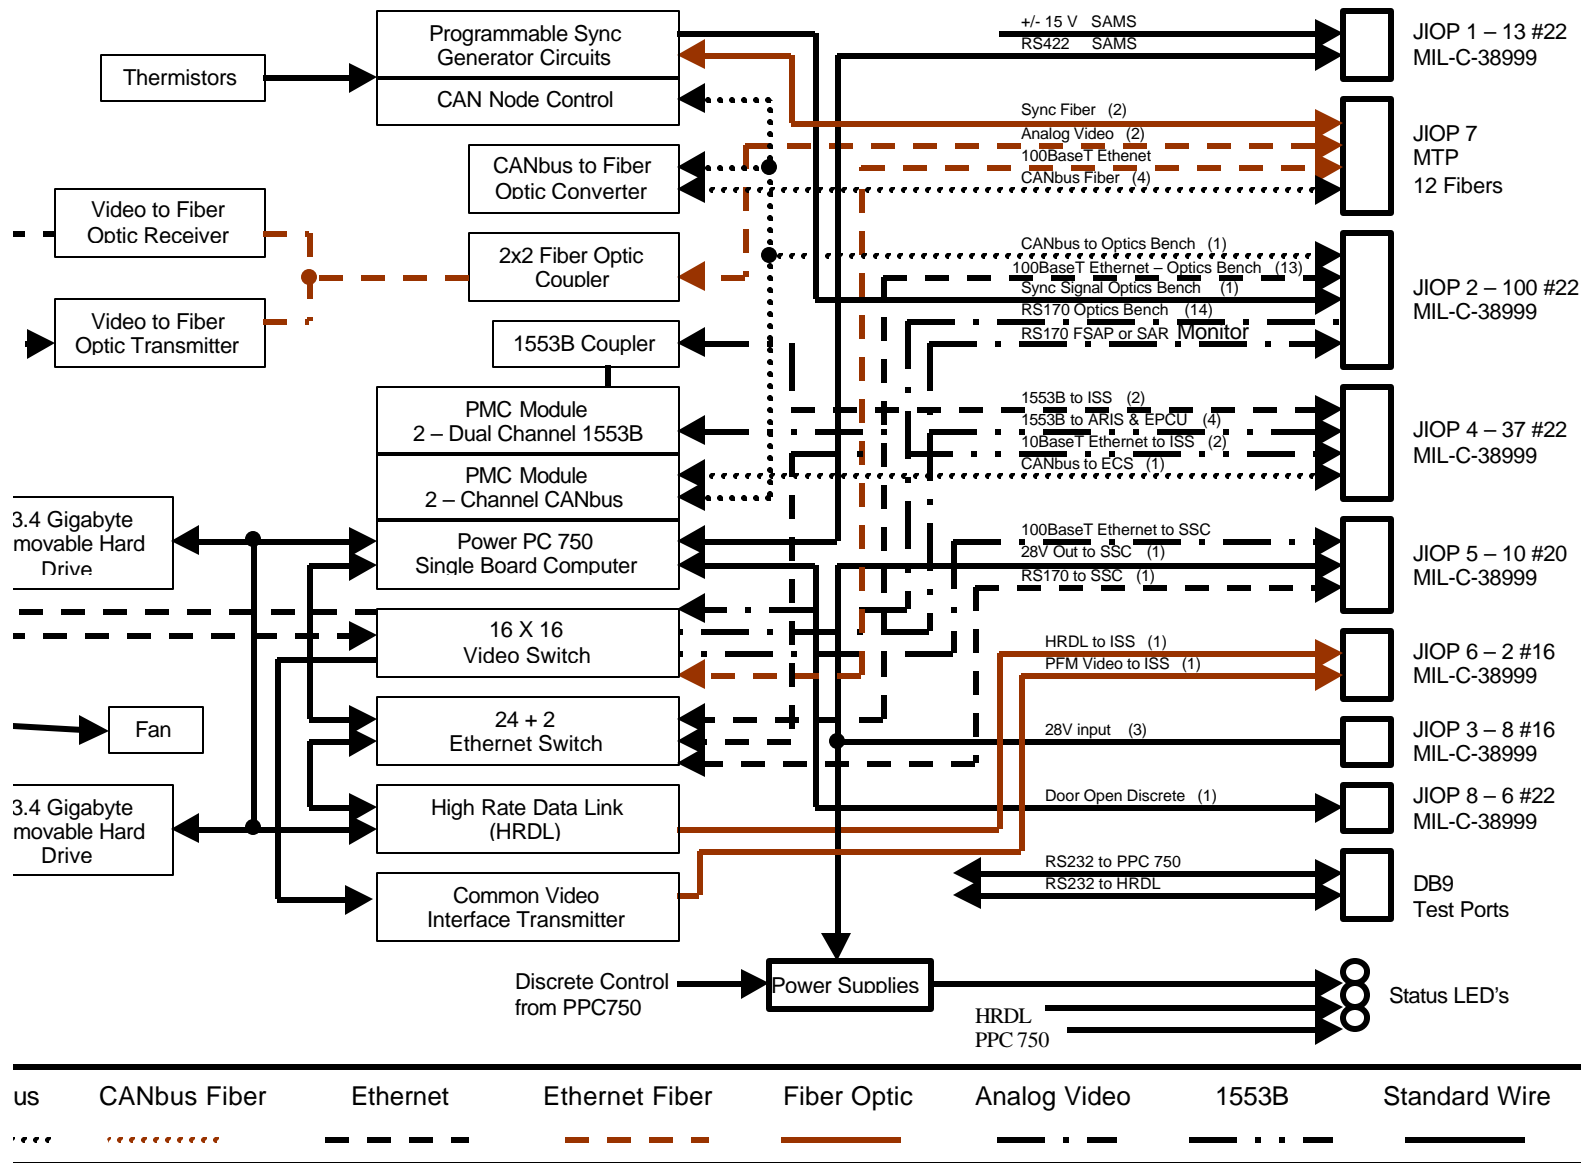 Programmable Sync
Generator Circuits
CAN Node Control
Thermistors
CANbus to Fiber
Optic Converter
Video to Fiber
Optic Receiver
2x2 Fiber Optic
Coupler
Video to Fiber
Optic Transmitter
1553B Coupler
PMC Module
2 – Dual Channel 1553B
PMC Module
2 – Channel CANbus
3.4 Gigabyte
movable Hard
Drive
Power PC 750
Single Board Computer
16 X 16
Video Switch
24 + 2
Ethernet Switch
Fan
3.4 Gigabyte
movable Hard
Drive
High Rate Data Link
(HRDL)
Common Video
Interface Transmitter
Discrete Control
from PPC750
Power Supplies
+/- 15 V SAMS
RS422 SAMS
JIOP 1 – 13 #22
MIL-C-38999
Sync Fiber (2)
Analog Video (2)
100BaseT Ethenet
CANbus Fiber (4)
JIOP 7
MTP
12 Fibers
CANbus to Optics Bench (1)
100BaseT Ethernet – Optics Bench (13)
Sync Signal Optics Bench (1)
RS170 Optics Bench (14)
RS170 FSAP or SAR Monitor
JIOP 2 – 100 #22
MIL-C-38999
1553B to ISS (2)
1553B to ARIS & EPCU (4)
10BaseT Ethernet to ISS (2)
CANbus to ECS (1)
JIOP 4 – 37 #22
MIL-C-38999
100BaseT Ethernet to SSC
28V Out to SSC (1)
RS170 to SSC (1)
JIOP 5 – 10 #20
MIL-C-38999
HRDL to ISS (1)
PFM Video to ISS (1)
JIOP 6 – 2 #16
MIL-C-38999
28V input (3)
JIOP 3 – 8 #16
MIL-C-38999
Door Open Discrete (1)
JIOP 8 – 6 #22
MIL-C-38999
RS232 to PPC 750
RS232 to HRDL
DB9
Test Ports
Status LED's
HRDL
PPC 750
us CANbus Fiber Ethernet Ethernet Fiber Fiber Optic Analog Video 1553B Standard Wire